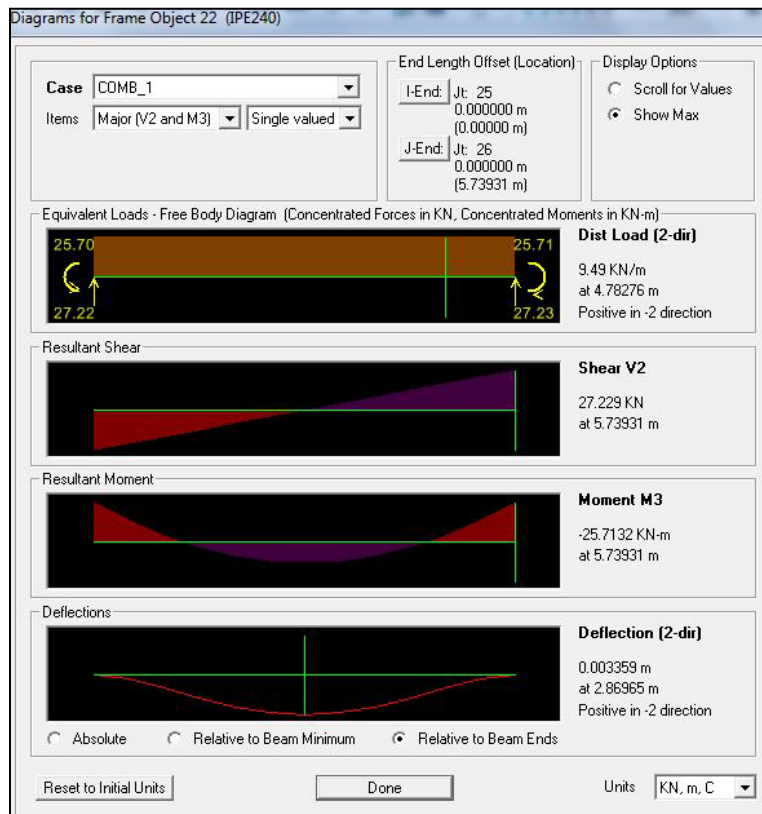 Diagrams for Frame Object 22 (IPE240)
Case COMB_1
Items Major (V2 and M3) Single valued
End Length Offset (Location)
I-End: Jt: 25
0.000000 m
(0.00000 m)
J-End: Jt: 26
0.000000 m
(5.73931 m)
Display Options
Scroll for Values
Show Max
Equivalent Loads - Free Body Diagram (Concentrated Forces in KN, Concentrated Moments in KN-m)
25.70 25.71
27.22 27.23
Dist Load (2-dir)
9.49 KN/m
at 4.78276 m
Positive in -2 direction
Resultant Shear
Shear V2
27.229 KN
at 5.73931 m
Resultant Moment
Moment M3
-25.7132 KN-m
at 5.73931 m
Deflections
Deflection (2-dir)
0.003359 m
at 2.86965 m
Positive in -2 direction
Absolute Relative to Beam Minimum Relative to Beam Ends
Reset to Initial Units Done Units KN, m, C